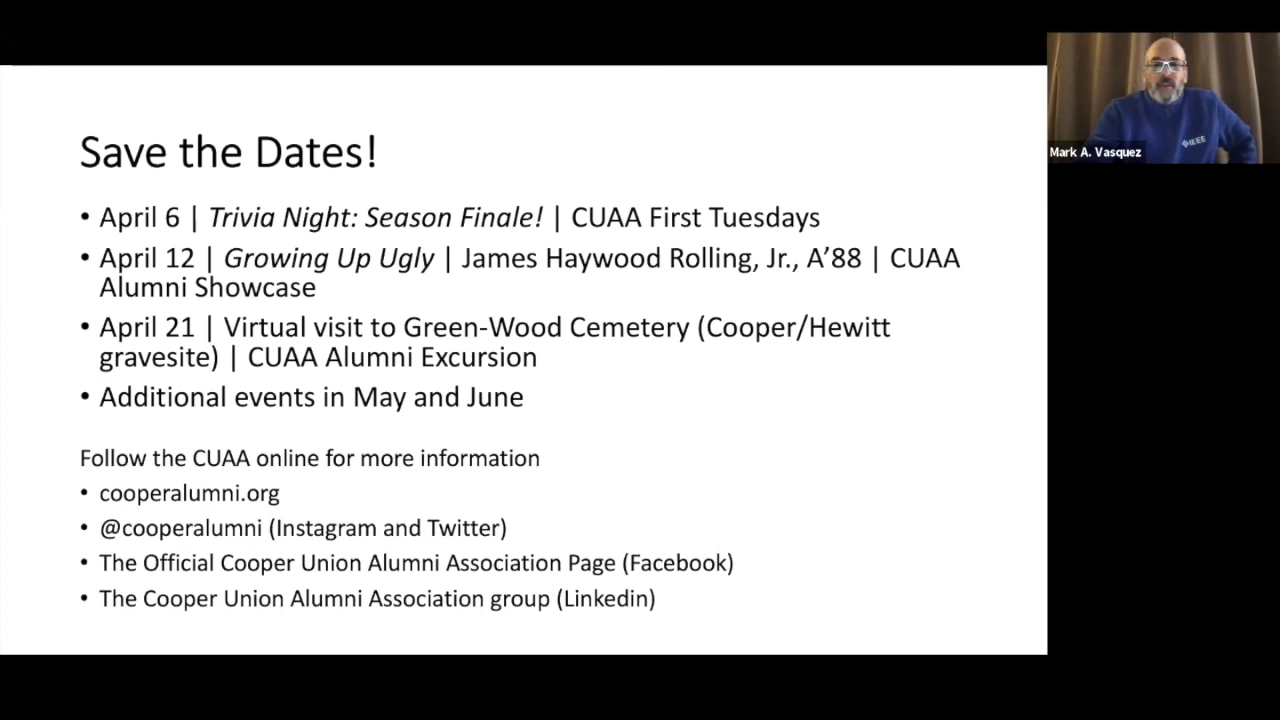 Save the Dates!
• April 6 | Trivia Night: Season Finale! | CUAA First Tuesdays
• April 12 | Growing Up Ugly | James Haywood Rolling, Jr., A’88 | CUAA
Alumni Showcase
• April 21 | Virtual visit to Green-Wood Cemetery (Cooper/Hewitt
gravesite) | CUAA Alumni Excursion
• Additional events in May and June
Follow the CUAA online for more information
• cooperalumni.org
• @cooperalumni (Instagram and Twitter)
• The Official Cooper Union Alumni Association Page (Facebook)
• The Cooper Union Alumni Association group (Linkedin)
IEEE
Mark A. Vasquez